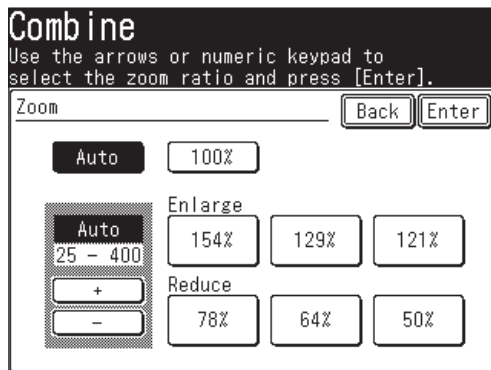 Combine
Use the arrows or numeric keypad to
select the zoom ratio and press [Enter].
Zoom
Back Enter
Auto 100%
Enlarge
Auto
25 - 400
154% 129% 121%
+
Reduce
-
78% 64% 50%